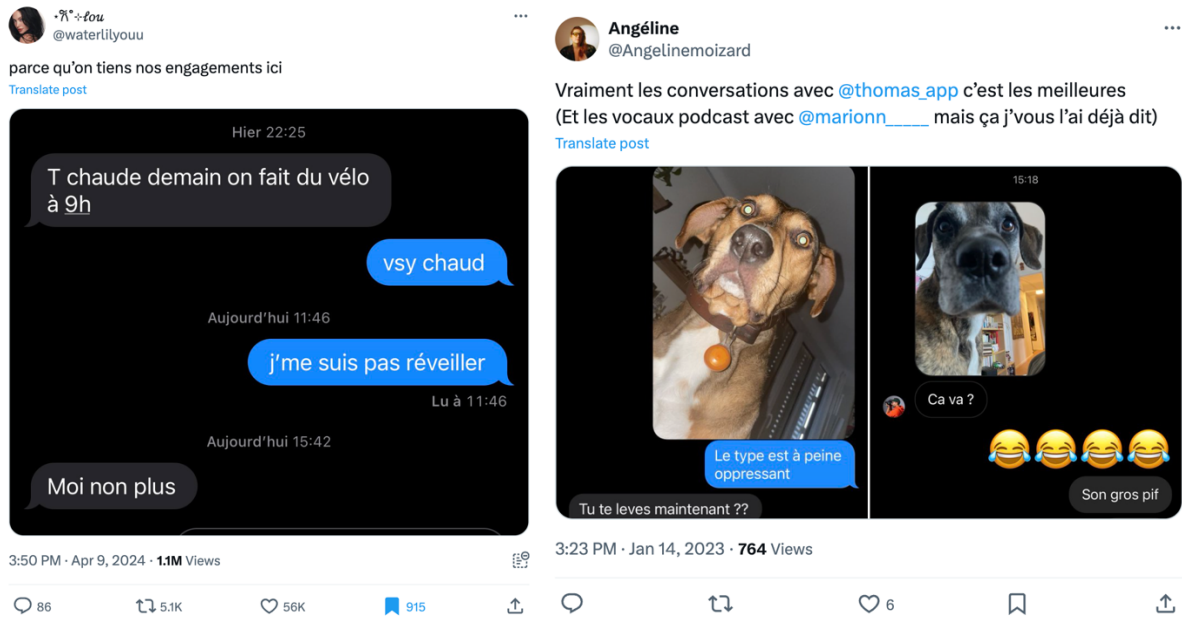 ⋆𐙚˚⊹𝓵𝓸𝓾
@waterlilyouu
parce qu’on tiens nos engagements ici
Translate post
Hier 22:25
T chaude demain on fait du vélo
à 9h
vsy chaud
Aujourd’hui 11:46
j’me suis pas réveiller
Lu à 11:46
Aujourd’hui 15:42
Moi non plus
3:50 PM · Apr 9, 2024 · 1.1M Views
86 5.1K 56K 915
Angéline
@Angelinemoizard
Vraiment les conversations avec @thomas_app c’est les meilleures
(Et les vocaux podcast avec @marionn_____ mais ça j’vous l’ai déjà dit)
Translate post
Le type est à peine
oppressant
Tu te leves maintenant ??
15:18
Ca va ?
😂😂😂😂
Son gros pif
3:23 PM · Jan 14, 2023 · 764 Views
6